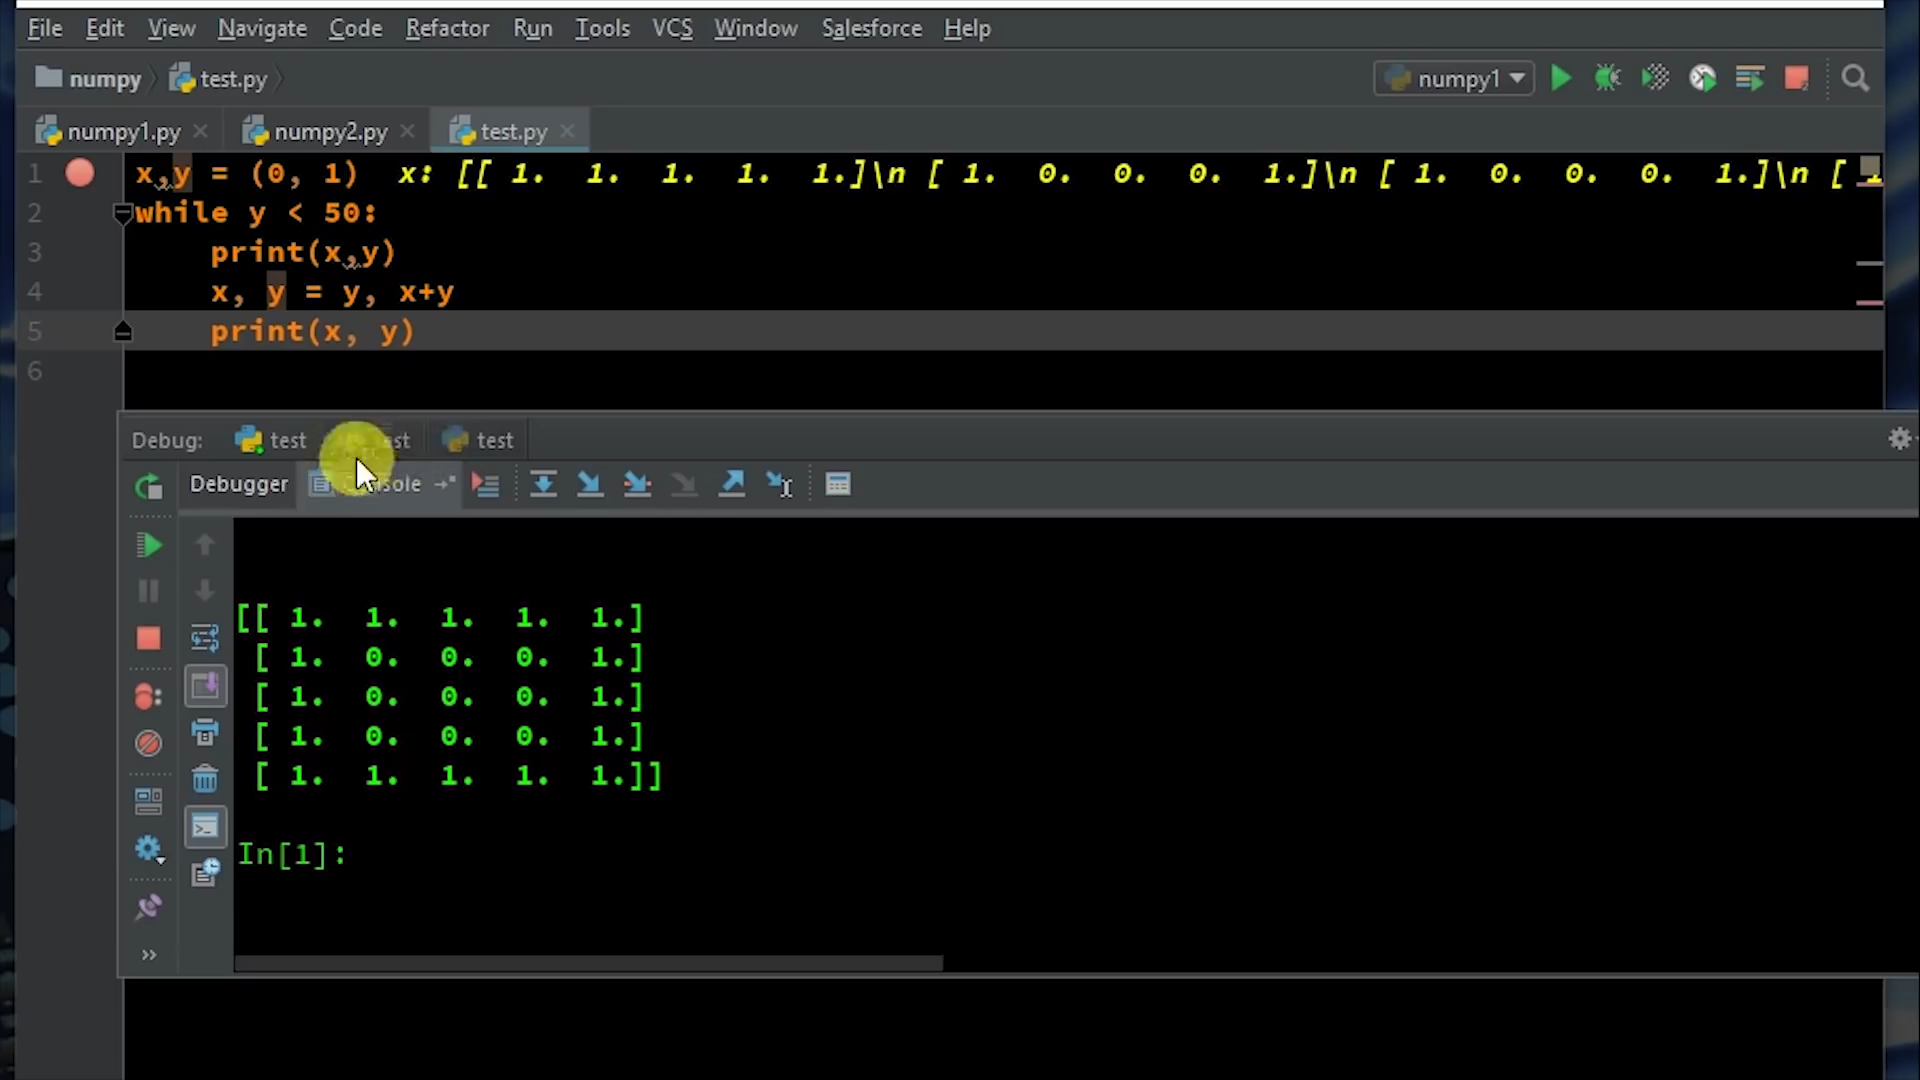 File Edit View Navigate Code Refactor Run Tools VCS Window Salesforce Help
numpy test.py numpy1
numpy1.py numpy2.py test.py
1 x,y = (0, 1) x: [[ 1. 1. 1. 1. 1.]\n [ 1. 0. 0. 0. 1.]\n [ 1. 0. 0. 0. 1.]\n [ 1
2 while y < 50:
3 print(x,y)
4 x, y = y, x+y
5 print(x, y)
6
Debug: test test
Debugger
[[ 1. 1. 1. 1. 1.]
[ 1. 0. 0. 0. 1.]
[ 1. 0. 0. 0. 1.]
[ 1. 0. 0. 0. 1.]
[ 1. 1. 1. 1. 1.]]
In[1]: